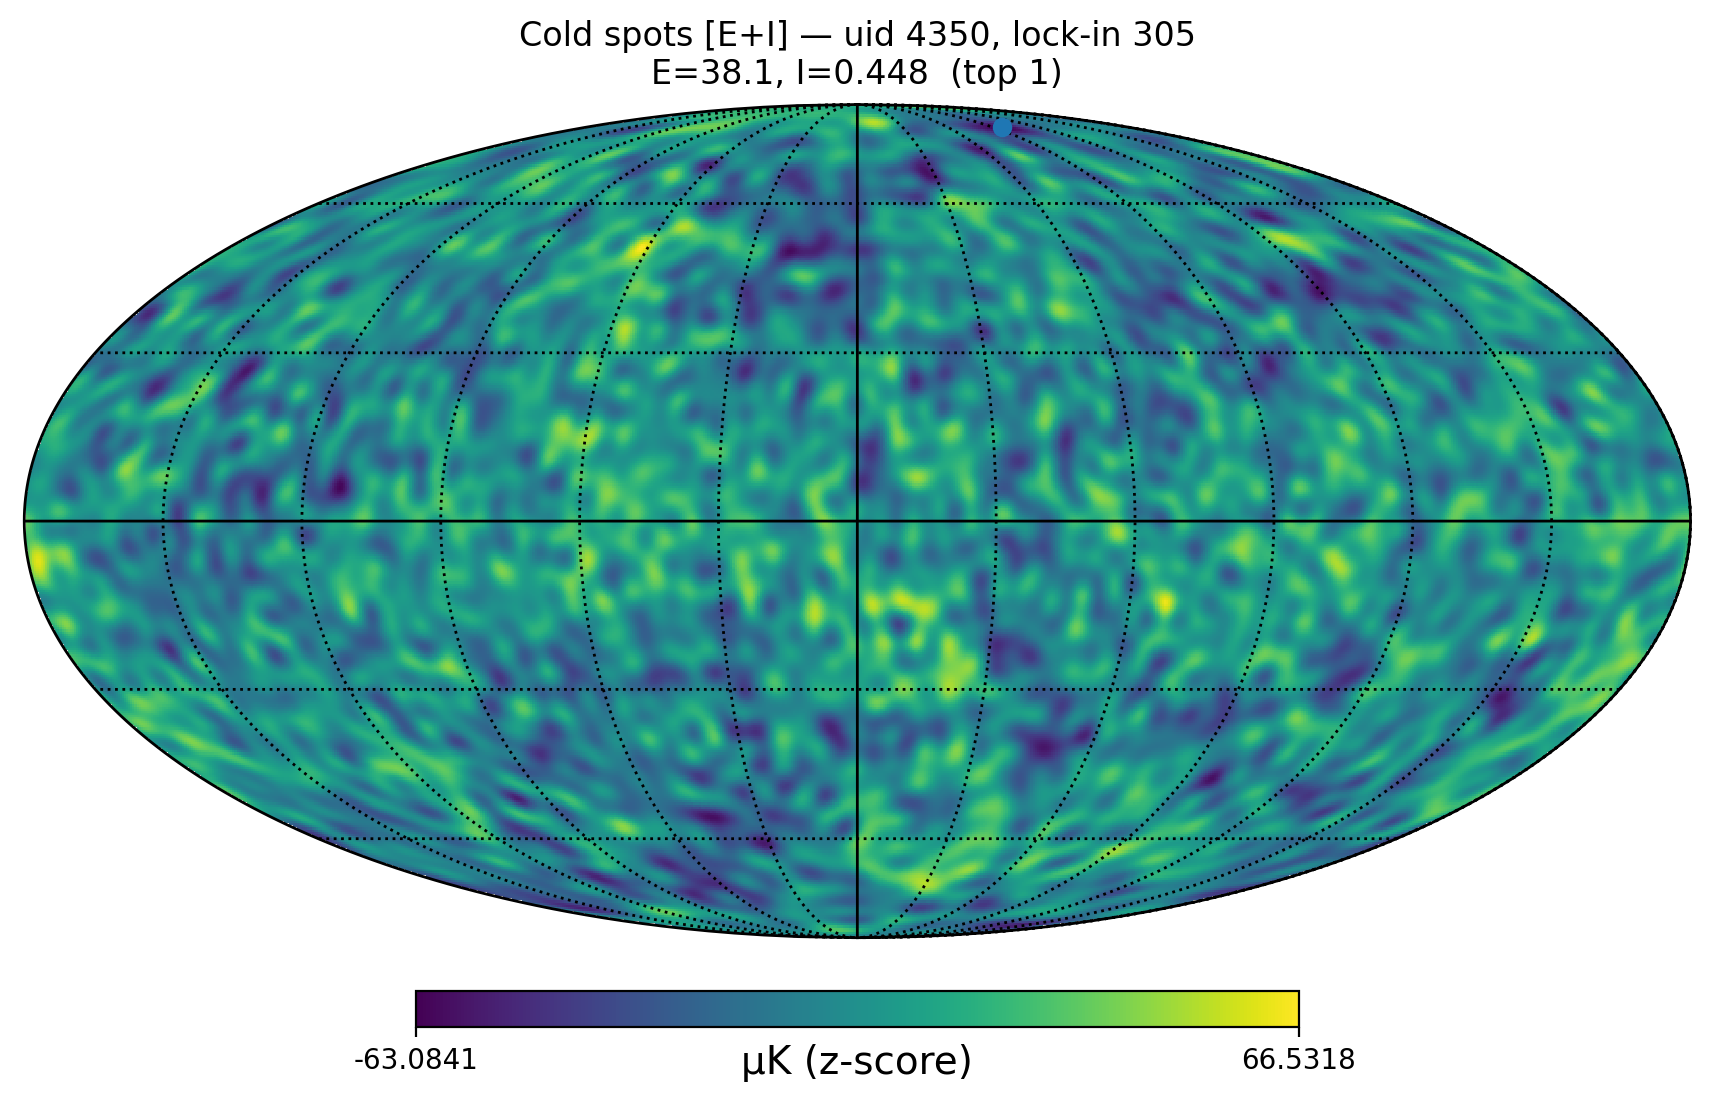 Cold spots [E+I] — uid 4350, lock-in 305
E=38.1, I=0.448  (top 1)
-63.0841
μK (z-score)
66.5318